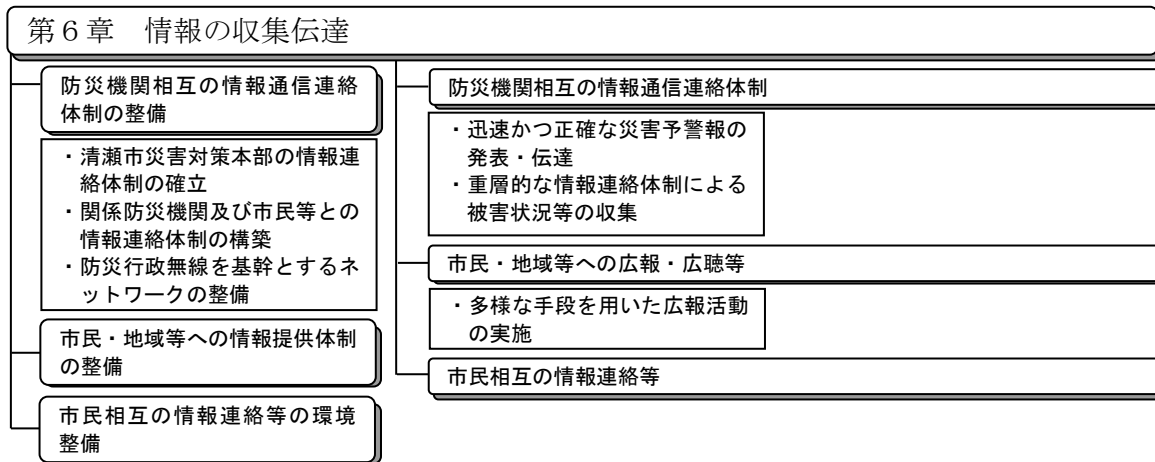 第６章　情報の収集伝達
防災機関相互の情報通信連絡
体制の整備
・清瀬市災害対策本部の情報連
絡体制の確立
・関係防災機関及び市民等との
情報連絡体制の構築
・防災行政無線を基幹とするネ
ットワークの整備
市民・地域等への情報提供体制
の整備
市民相互の情報連絡等の環境
整備
防災機関相互の情報通信連絡体制
・迅速かつ正確な災害予警報の
発表・伝達
・重層的な情報連絡体制による
被害状況等の収集
市民・地域等への広報・広聴等
・多様な手段を用いた広報活動
の実施
市民相互の情報連絡等